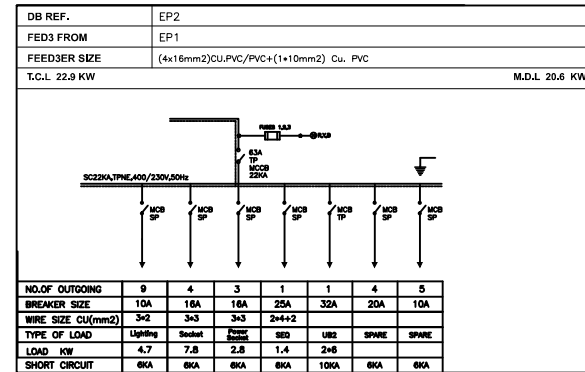 DB REF. EP2
FED3 FROM EP1
FEED3ER SIZE (4x16mm2)CU.PVC/PVC+(1*10mm2) Cu. PVC
T.C.L 22.9 KW M.D.L 20.6 KW
FUSES 1,2,3
R,Y,B
63A
TP
MCCB
22KA
SC22KA,TPNE,400/230V,50Hz
MCB SP MCB SP MCB SP MCB SP MCB TP MCB SP MCB SP
NO.OF OUTGOING 9 4 3 1 1 4 5
BREAKER SIZE 10A 16A 16A 25A 32A 20A 10A
WIRE SIZE CU(mm2) 3*2 3*3 3*3 2*4+2
TYPE OF LOAD Lighting Socket Power Socket SEQ UB2 SPARE SPARE
LOAD KW 4.7 7.8 2.8 1.4 2*6
SHORT CIRCUIT 6KA 6KA 6KA 6KA 10KA 6KA 6KA